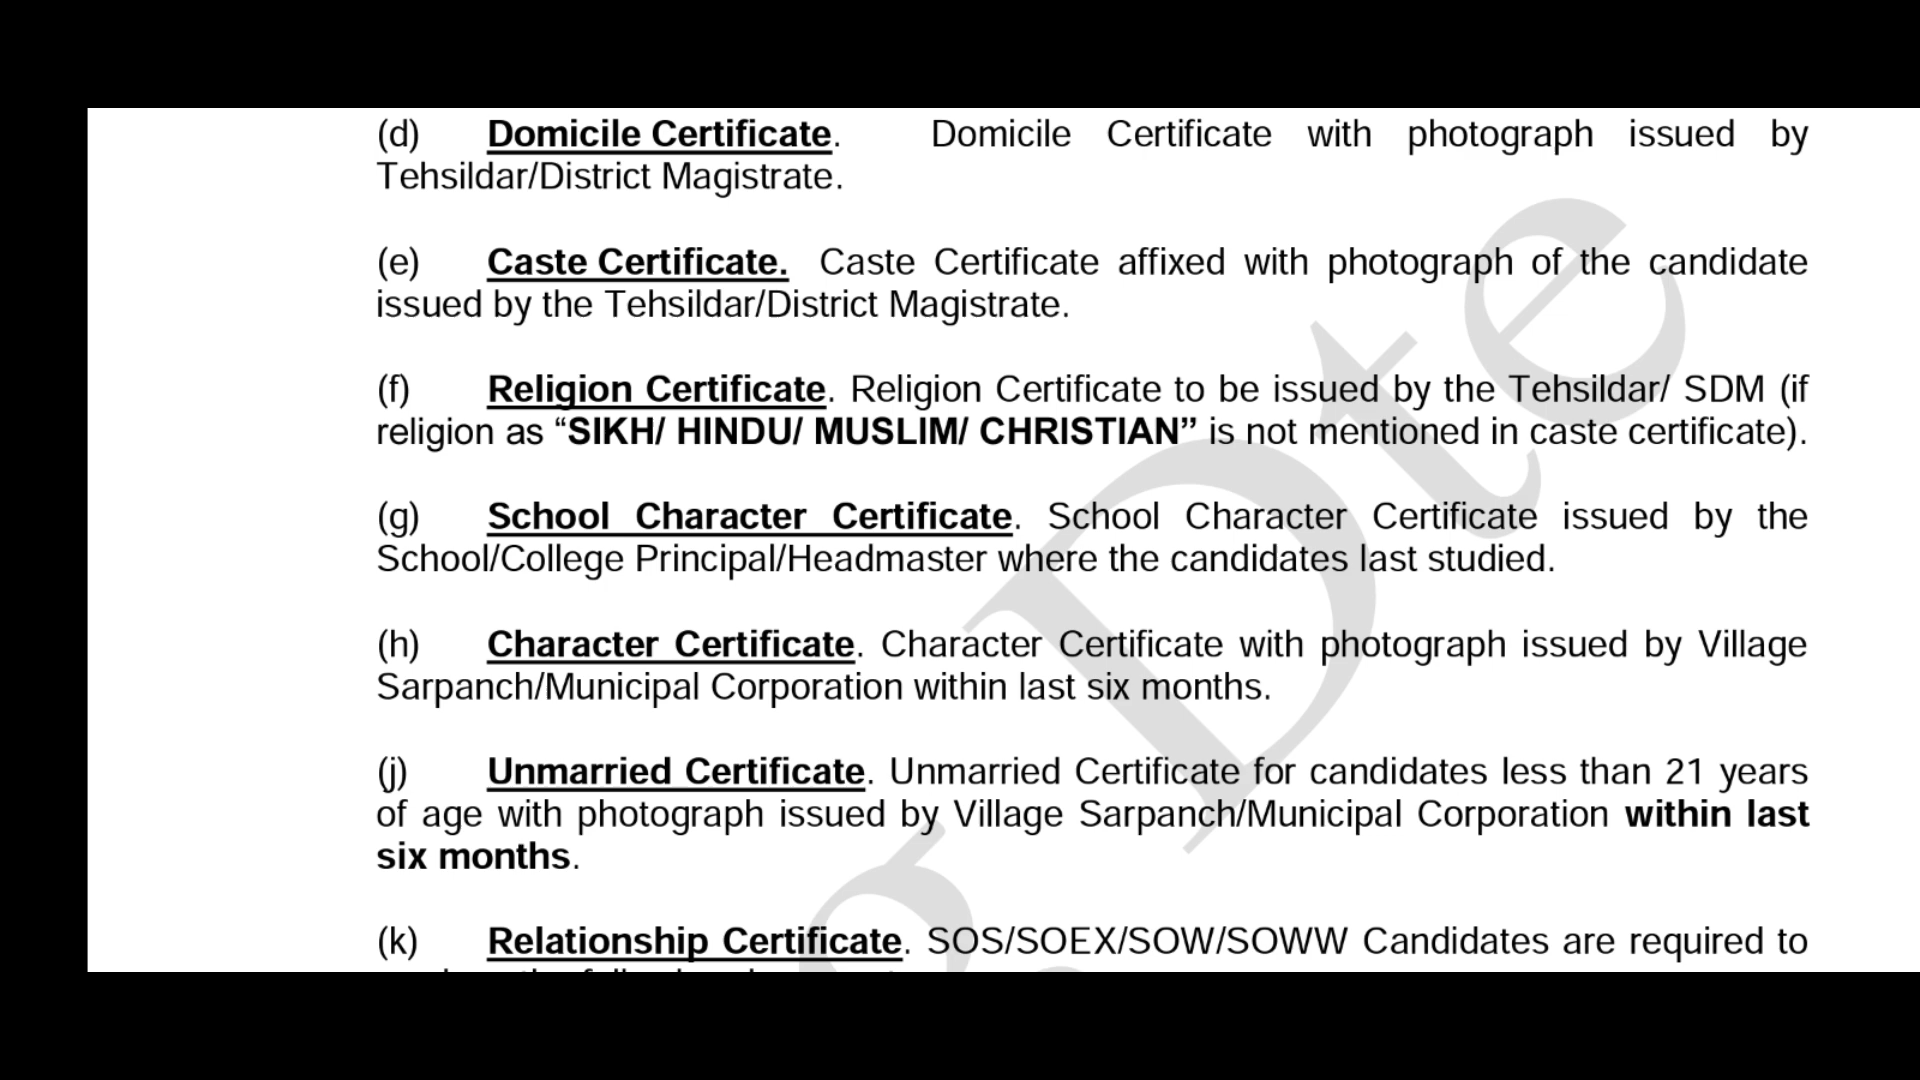 (d) Domicile Certificate. Domicile Certificate with photograph issued by
Tehsildar/District Magistrate.
(e) Caste Certificate. Caste Certificate affixed with photograph of the candidate
issued by the Tehsildar/District Magistrate.
(f) Religion Certificate. Religion Certificate to be issued by the Tehsildar/ SDM (if
religion as “SIKH/ HINDU/ MUSLIM/ CHRISTIAN” is not mentioned in caste certificate).
(g) School Character Certificate. School Character Certificate issued by the
School/College Principal/Headmaster where the candidates last studied.
(h) Character Certificate. Character Certificate with photograph issued by Village
Sarpanch/Municipal Corporation within last six months.
(j) Unmarried Certificate. Unmarried Certificate for candidates less than 21 years
of age with photograph issued by Village Sarpanch/Municipal Corporation within last
six months.
(k) Relationship Certificate. SOS/SOEX/SOW/SOWW Candidates are required to
g Dte